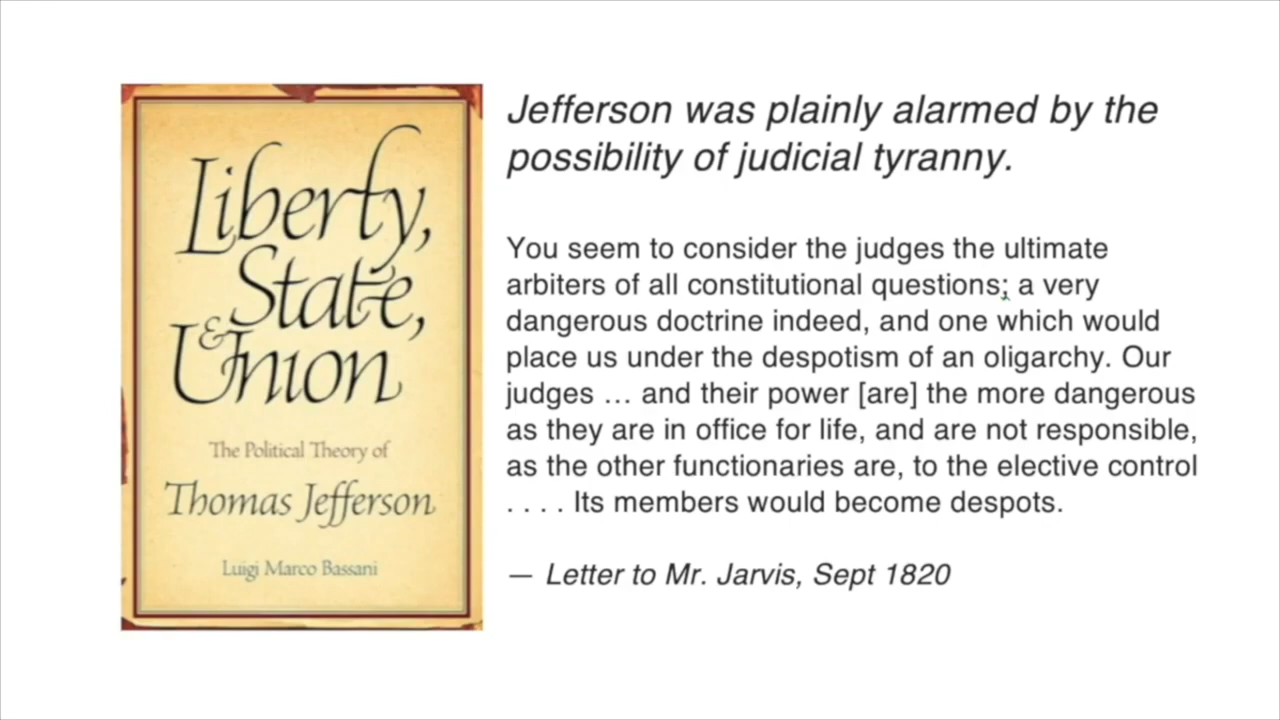 Liberty,
State,
& Union
The Political Theory of
Thomas Jefferson
Luigi Marco Bassani
Jefferson was plainly alarmed by the
possibility of judicial tyranny.
You seem to consider the judges the ultimate
arbiters of all constitutional questions; a very
dangerous doctrine indeed, and one which would
place us under the despotism of an oligarchy. Our
judges … and their power [are] the more dangerous
as they are in office for life, and are not responsible,
as the other functionaries are, to the elective control
. . . . Its members would become despots.
— Letter to Mr. Jarvis, Sept 1820